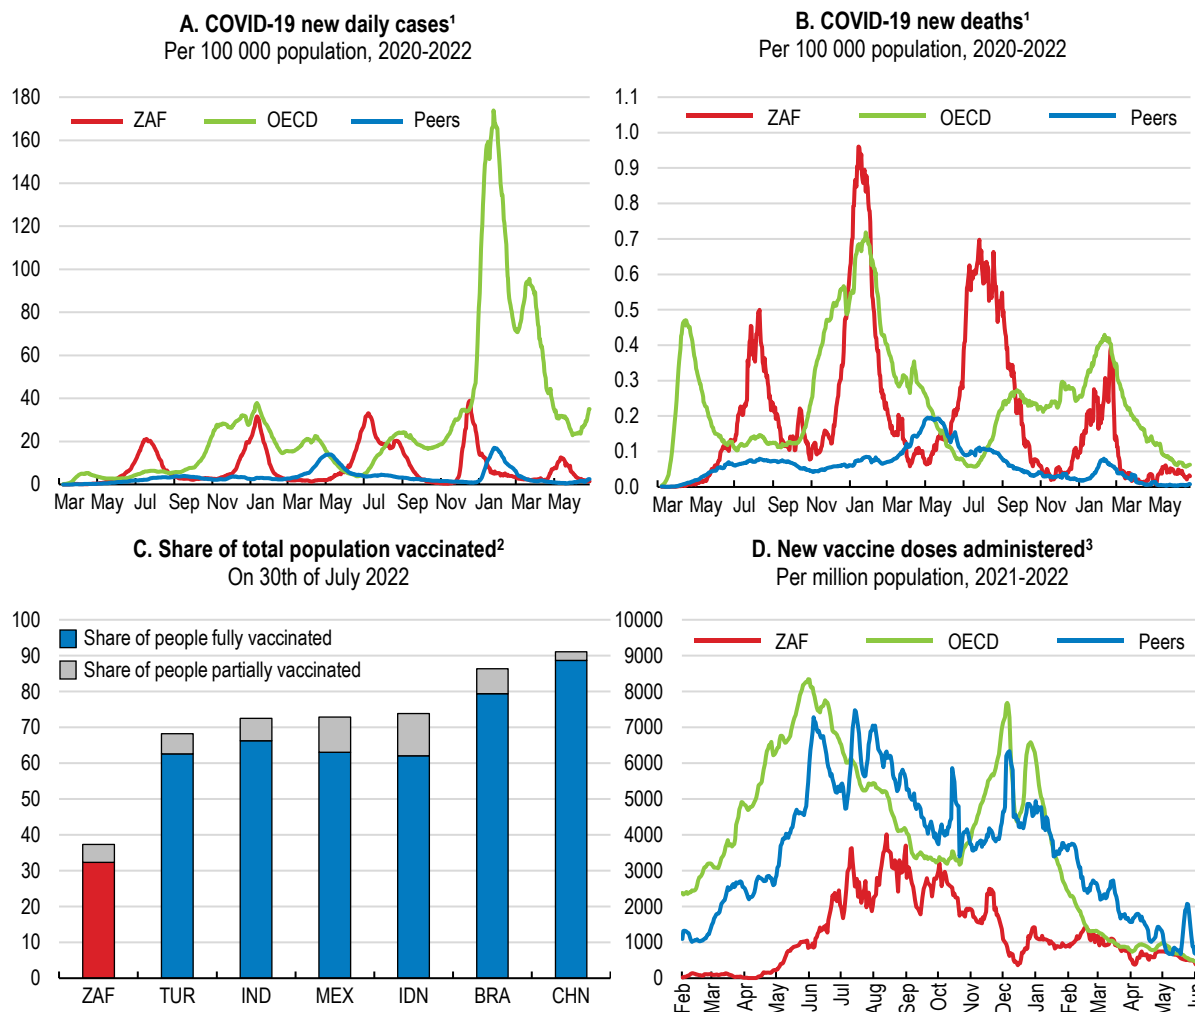 A. COVID-19 new daily cases¹
Per 100 000 population, 2020-2022
180
160
140
120
100
80
60
40
20
0
ZAF OECD Peers
Mar May Jul Sep Nov Jan Mar May Jul Sep Nov Jan Mar May
B. COVID-19 new deaths¹
Per 100 000 population, 2020-2022
1.1
1.0
0.9
0.8
0.7
0.6
0.5
0.4
0.3
0.2
0.1
0.0
ZAF OECD Peers
Mar May Jul Sep Nov Jan Mar May Jul Sep Nov Jan Mar May
C. Share of total population vaccinated²
On 30th of July 2022
100
90
80
70
60
50
40
30
20
10
0
Share of people fully vaccinated
Share of people partially vaccinated
ZAF TUR IND MEX IDN BRA CHN
D. New vaccine doses administered³
Per million population, 2021-2022
10000
9000
8000
7000
6000
5000
4000
3000
2000
1000
0
ZAF OECD Peers
Feb Mar Apr May Jun Jul Aug Sep Oct Nov Dec Jan Feb Mar Apr May Jun